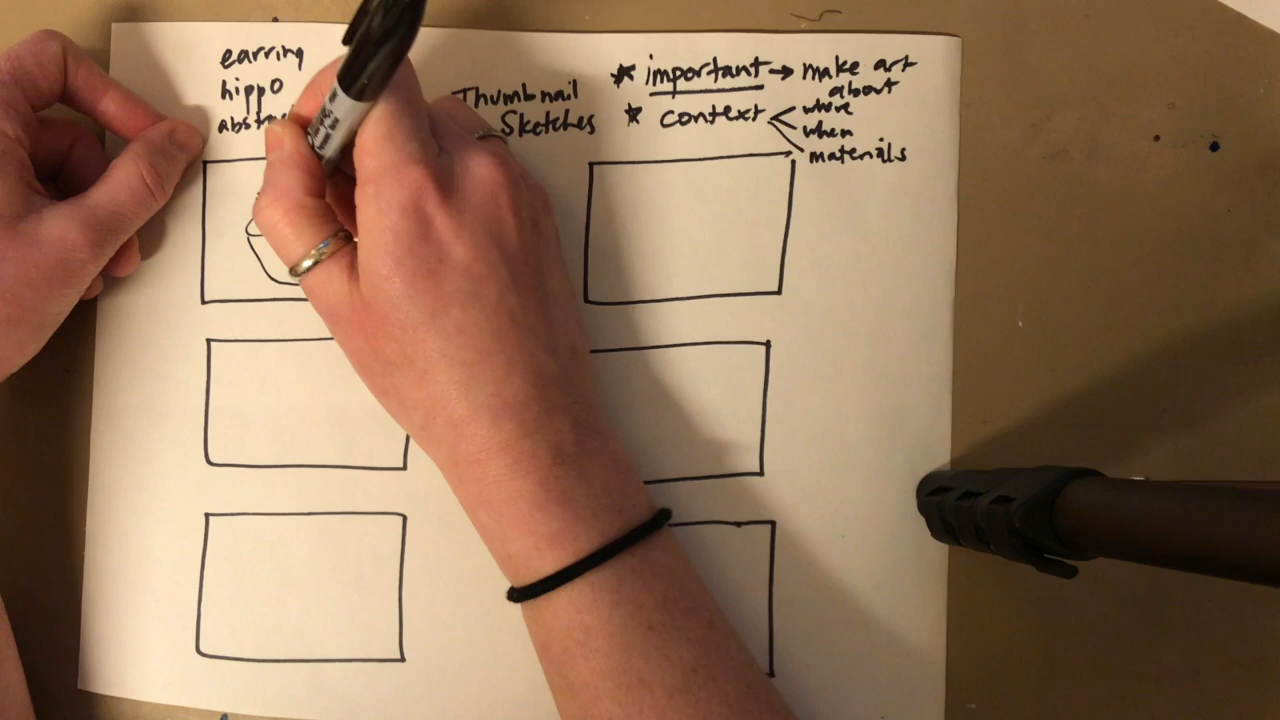 earring
hippo
Thumbnail
Sketches
★ important → make art
about
★ context
where
when
materials